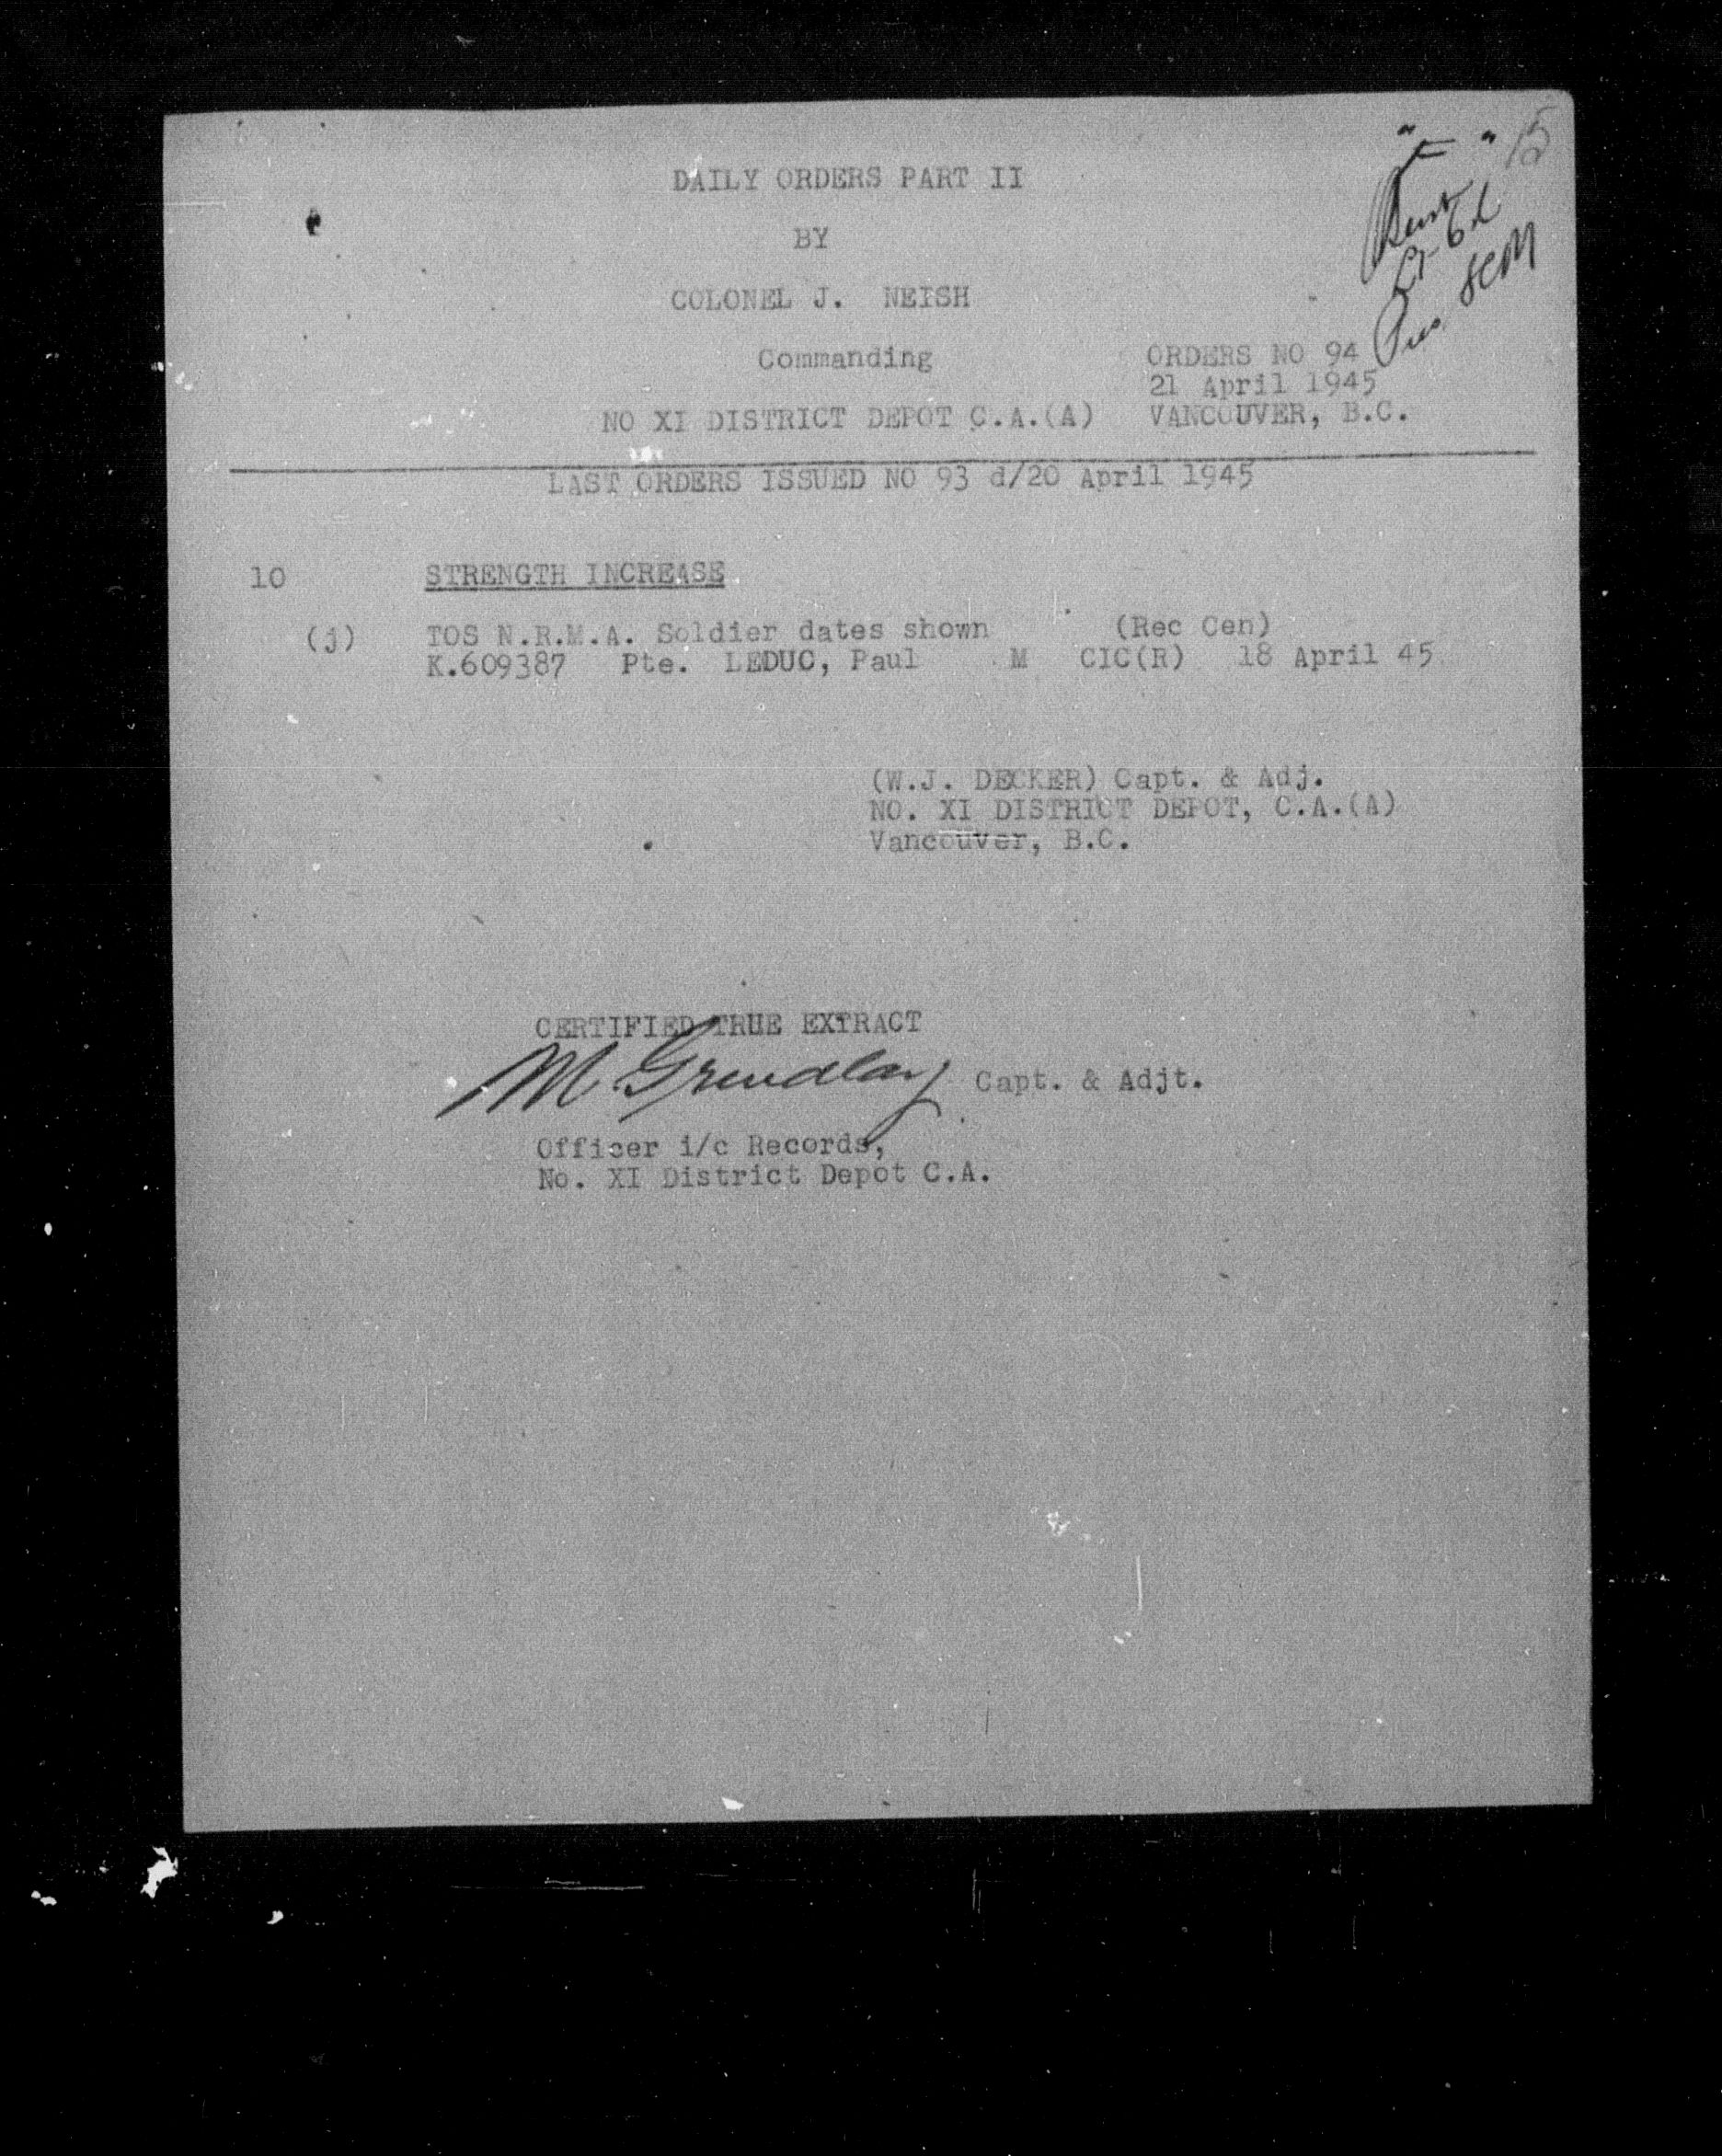 DAILY ORDERS PART II
BY
COLONEL J. NEISH
Commanding
ORDERS NO 94
21 April 1945
NO XI DISTRICT DEPOT C.A.(A) VANCOUVER, B.C.
LAST ORDERS ISSUED NO 93 d/20 April 1945
10 STRENGTH INCREASE
(j) TOS N.R.M.A. Soldier dates shown (Rec Cen)
K.609387 Pte. LEDUC, Paul M CIC(R) 18 April 45
(W.J. DECKER) Capt. & Adj.
NO. XI DISTRICT DEPOT, C.A.(A)
Vancouver, B.C.
CERTIFIED TRUE EXTRACT
Capt. & Adjt.
Officer i/c Records,
No. XI District Depot C.A.